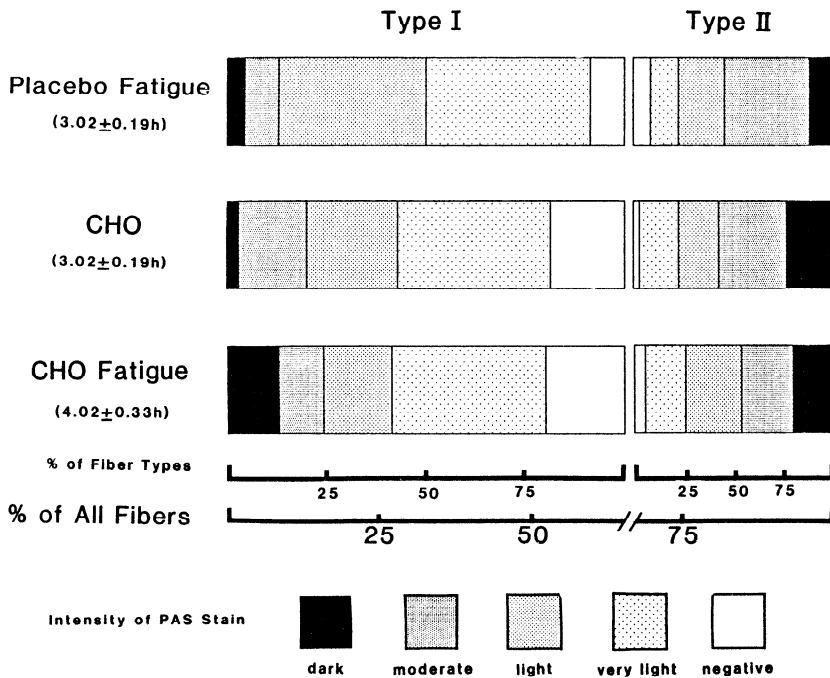 Type I Type II
Placebo Fatigue
(3.02±0.19h)
CHO
(3.02±0.19h)
CHO Fatigue
(4.02±0.33h)
% of Fiber Types
25 50 75 25 50 75
% of All Fibers
25 50 75
Intensity of PAS Stain
dark moderate light very light negative